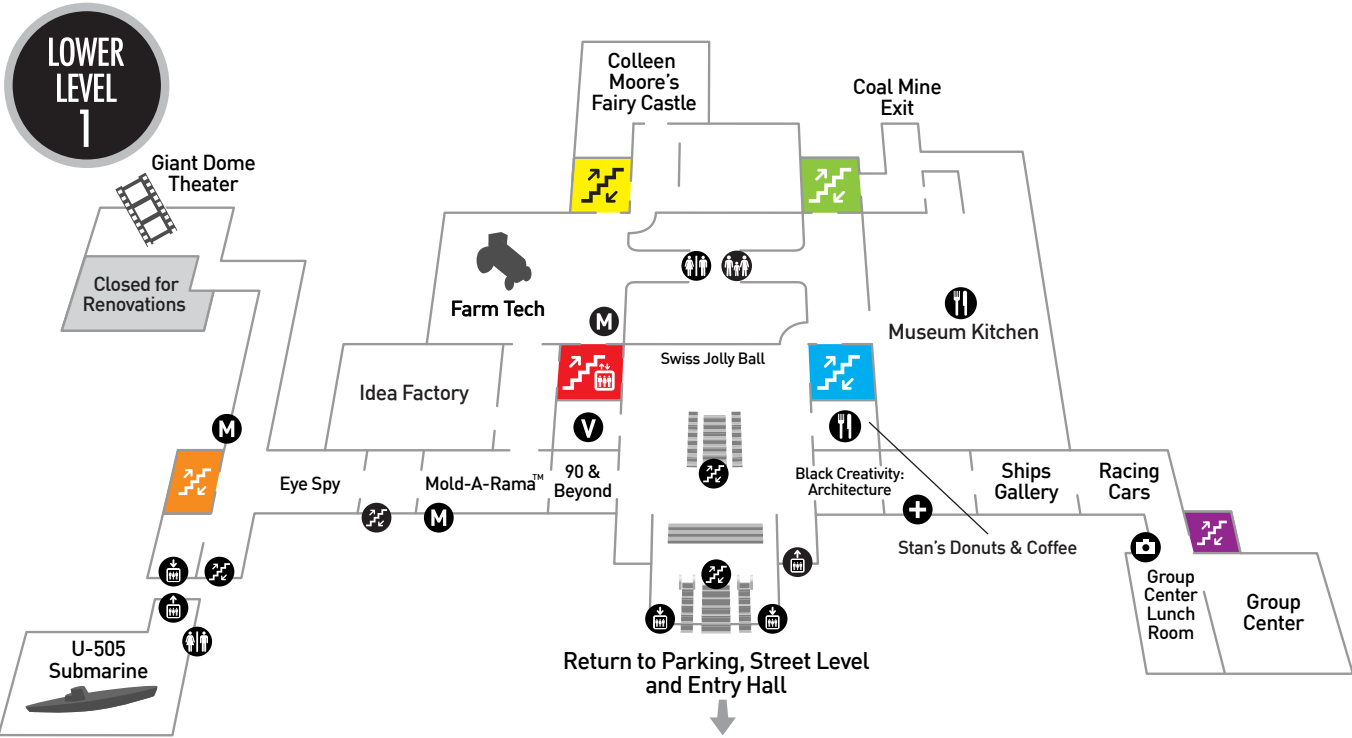 LOWER
LEVEL
1
Colleen
Moore's
Fairy Castle
Coal Mine
Exit
Giant Dome
Theater
Closed for
Renovations
Farm Tech
M
Museum Kitchen
Swiss Jolly Ball
Idea Factory
M
V
Eye Spy
Mold-A-Rama™
90 &
Beyond
Black Creativity:
Architecture
Ships
Gallery
Racing
Cars
M
Stan's Donuts & Coffee
Group
Center
Lunch
Room
Group
Center
U-505
Submarine
Return to Parking, Street Level
and Entry Hall